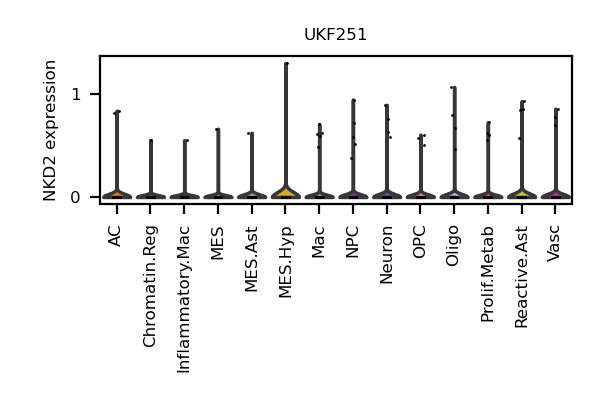 UKF251
NKD2 expression
1
0
AC
Chromatin.Reg
Inflammatory.Mac
MES
MES.Ast
MES.Hyp
Mac
NPC
Neuron
OPC
Oligo
Prolif.Metab
Reactive.Ast
Vasc